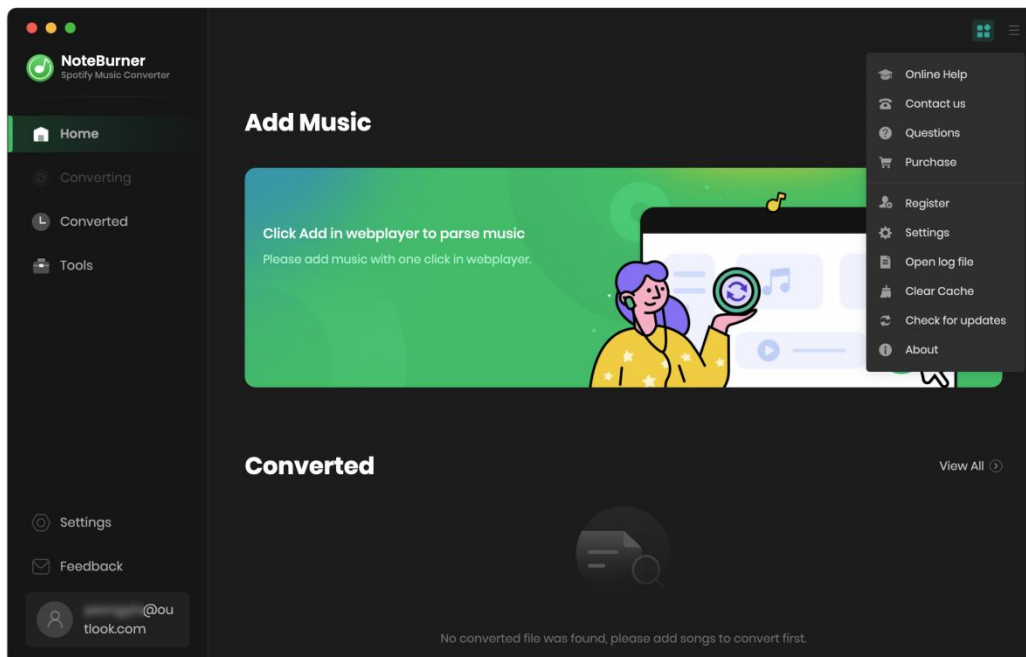 NoteBurner
Spotify Music Converter
Home
Converting
Converted
Tools
Settings
Feedback
@ou
tlook.com
Add Music
Click Add in webplayer to parse music
Please add music with one click in webplayer.
Converted
View All
No converted file was found, please add songs to convert first.
Online Help
Contact us
Questions
Purchase
Register
Settings
Open log file
Clear Cache
Check for updates
About